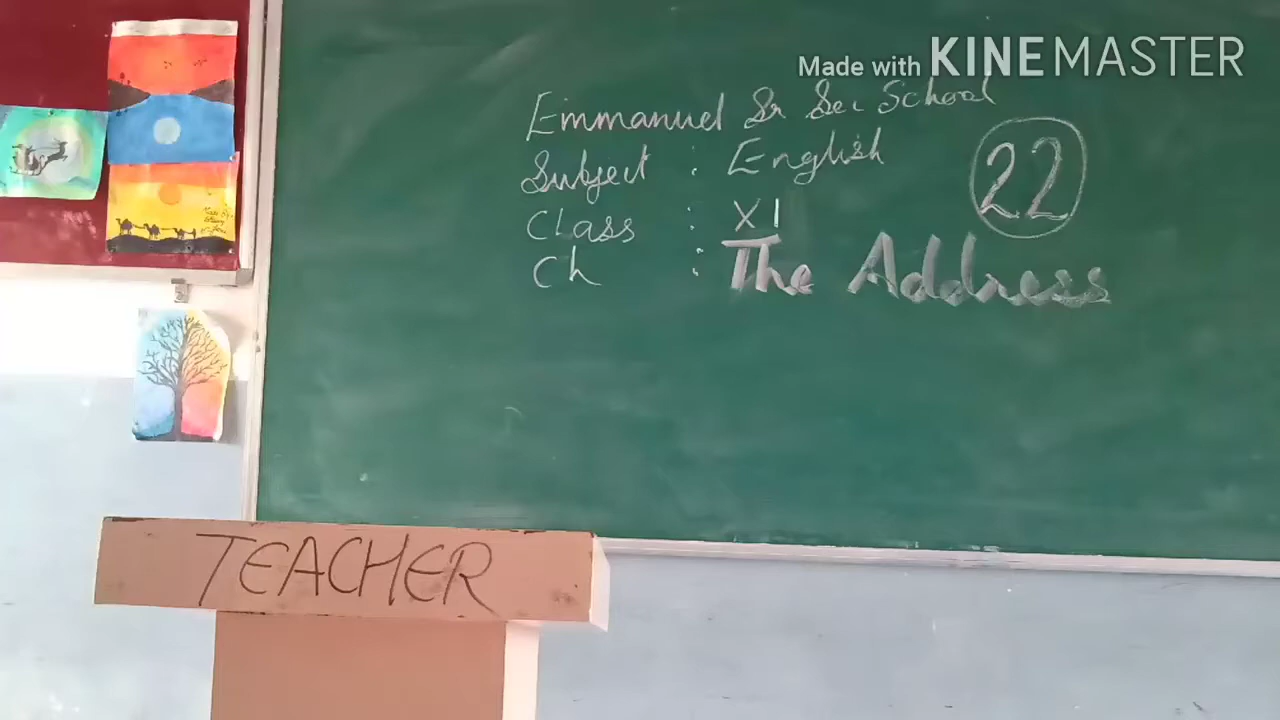 Made with KINEMASTER
Emmanuel Sr Sec School
Subject : English
22
Class : XI
Ch : The Address
TEACHER